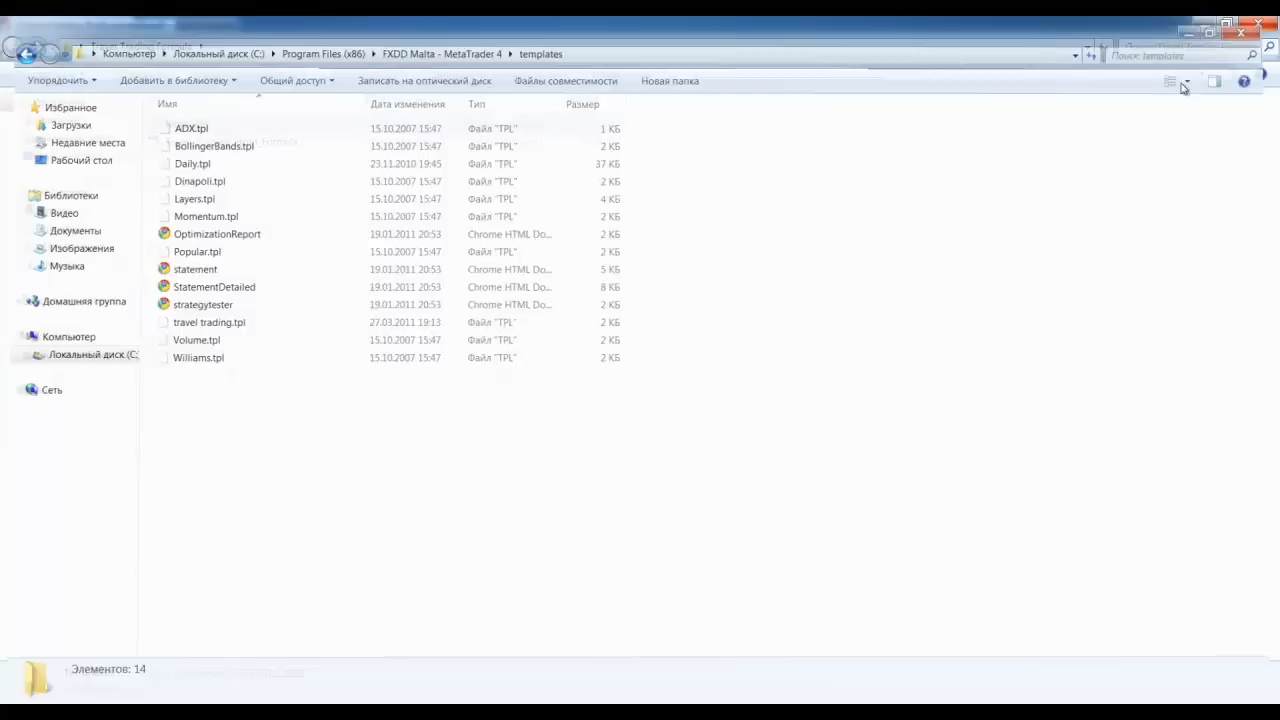 Компьютер Локальный диск (C:) Program Files (x86) FXDD Malta - MetaTrader 4 templates Поиск: templates
Упорядочить Добавить в библиотеку Общий доступ Записать на оптический диск Файлы совместимости Новая папка
Избранное
Загрузки
Недавние места
Рабочий стол
Библиотеки
Видео
Документы
Изображения
Музыка
Домашняя группа
Компьютер
Локальный диск (C:
Сеть
Имя Дата изменения Тип Размер
ADX.tpl 15.10.2007 15:47 Файл "TPL" 1 КБ
BollingerBands.tpl 15.10.2007 15:47 Файл "TPL" 2 КБ
Daily.tpl 23.11.2010 19:45 Файл "TPL" 37 КБ
Dinapoli.tpl 15.10.2007 15:47 Файл "TPL" 2 КБ
Layers.tpl 15.10.2007 15:47 Файл "TPL" 4 КБ
Momentum.tpl 15.10.2007 15:47 Файл "TPL" 2 КБ
OptimizationReport 19.01.2011 20:53 Chrome HTML Do... 2 КБ
Popular.tpl 15.10.2007 15:47 Файл "TPL" 2 КБ
statement 19.01.2011 20:53 Chrome HTML Do... 5 КБ
StatementDetailed 19.01.2011 20:53 Chrome HTML Do... 8 КБ
strategytester 19.01.2011 20:53 Chrome HTML Do... 2 КБ
travel trading.tpl 27.03.2011 19:13 Файл "TPL" 2 КБ
Volume.tpl 15.10.2007 15:47 Файл "TPL" 2 КБ
Williams.tpl 15.10.2007 15:47 Файл "TPL" 2 КБ
Элементов: 14